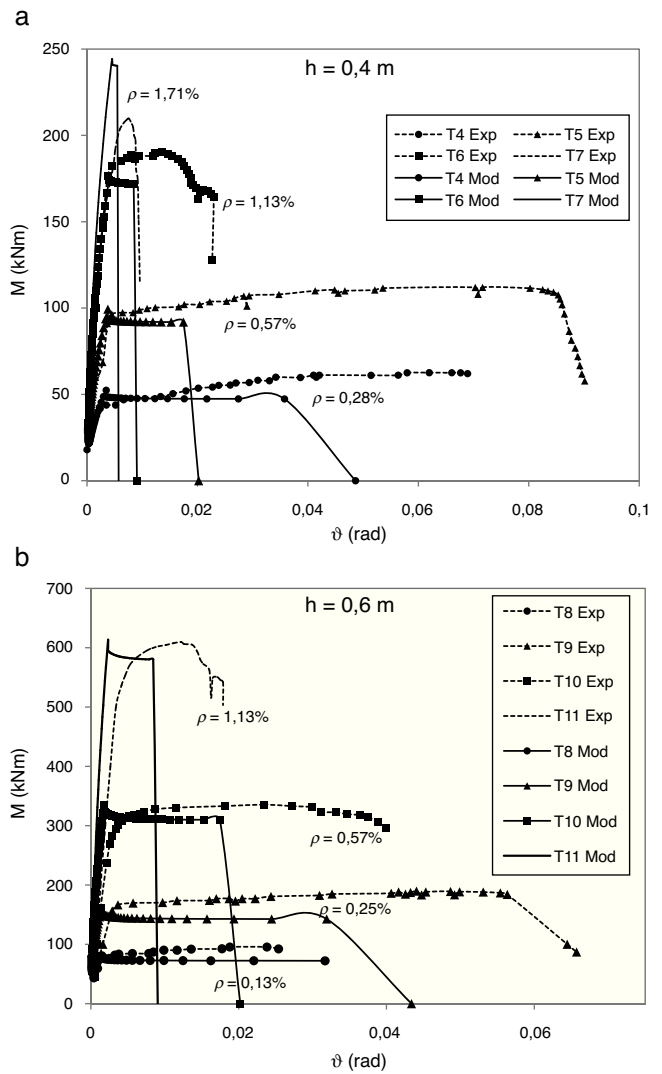 a
250
200
150
100
50
0
M (kNm)
h = 0,4 m
ρ = 1,71%
T4 Exp T5 Exp
T6 Exp T7 Exp
T4 Mod T5 Mod
T6 Mod T7 Mod
ρ = 1,13%
ρ = 0,57%
ρ = 0,28%
0 0,02 0,04 0,06 0,08 0,1
ϑ (rad)
b
700
600
500
400
300
200
100
0
M (kNm)
h = 0,6 m
T8 Exp
T9 Exp
T10 Exp
T11 Exp
T8 Mod
T9 Mod
T10 Mod
T11 Mod
ρ = 1,13%
ρ = 0,57%
ρ = 0,25%
ρ = 0,13%
0 0,02 0,04 0,06
ϑ (rad)